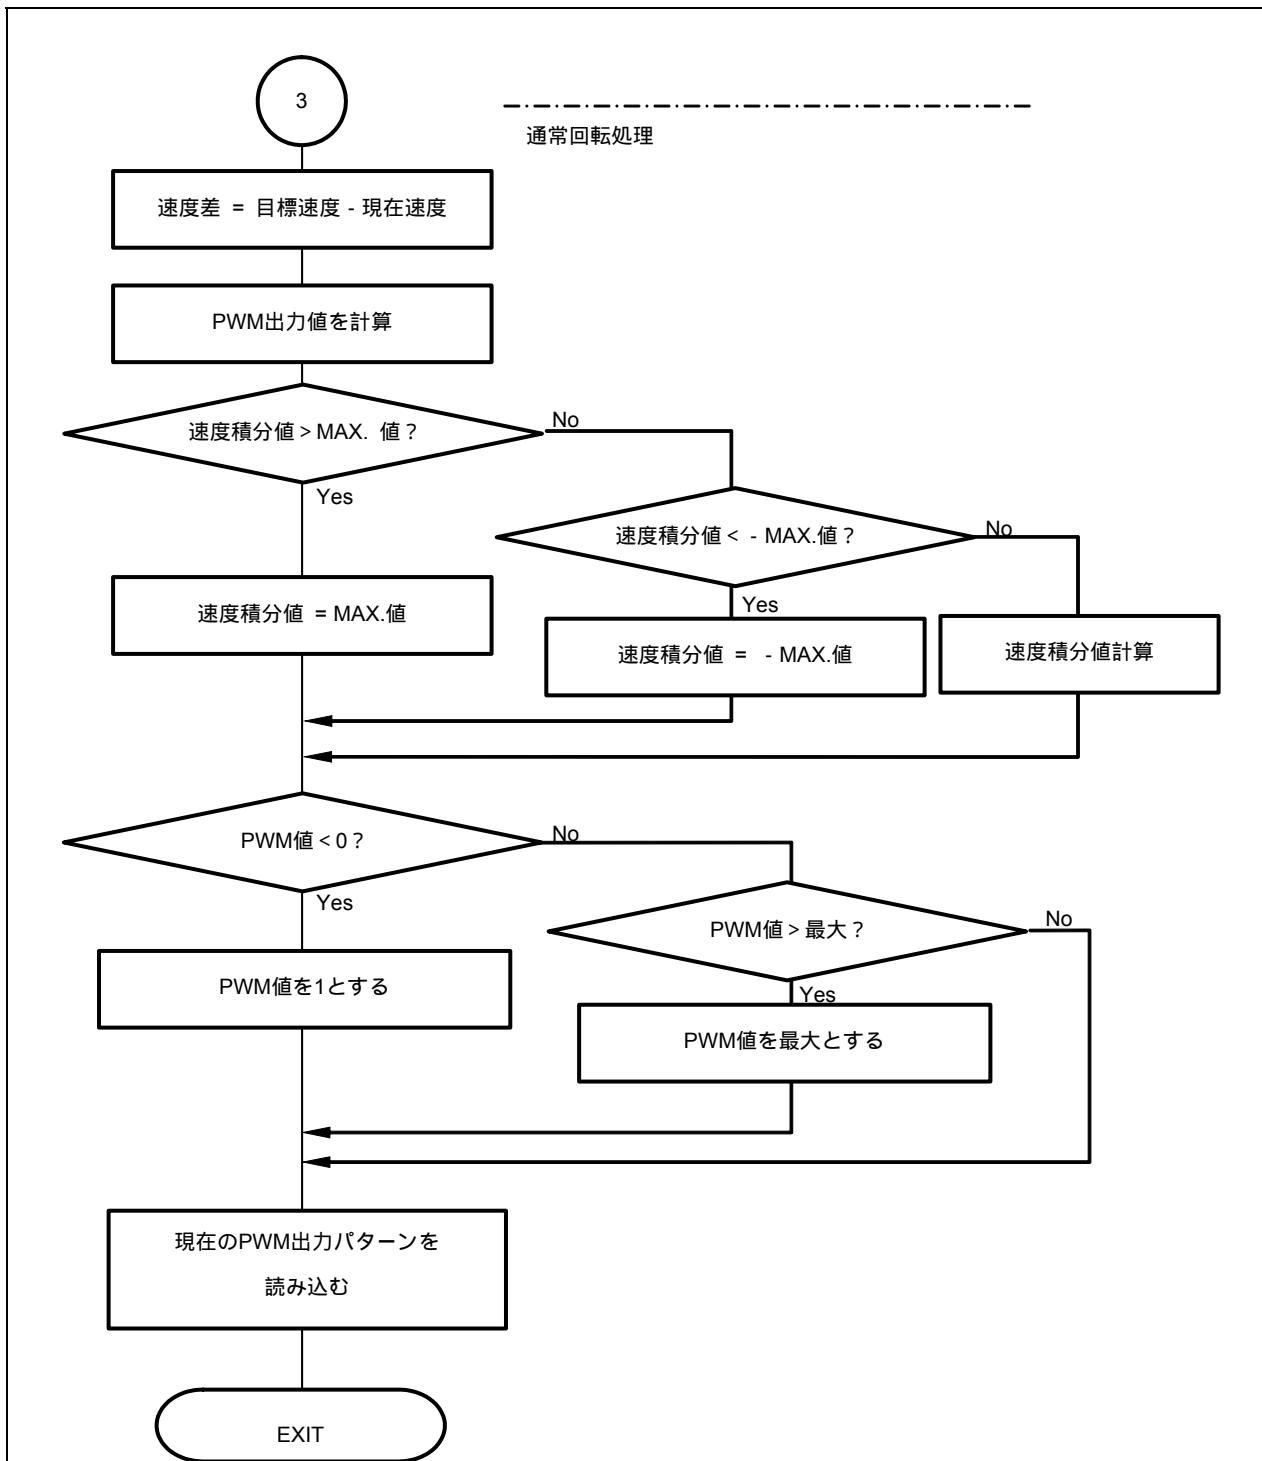 3
通常回転処理
速度差 = 目標速度 - 現在速度
PWM出力値を計算
速度積分値 > MAX. 値 ?
No
Yes
速度積分値 < - MAX.値 ?
No
Yes
速度積分値 = MAX.値
速度積分値 = - MAX.値
速度積分値計算
PWM値 < 0 ?
No
Yes
PWM値 > 最大 ?
No
Yes
PWM値を1とする
PWM値を最大とする
現在のPWM出力パターンを
読み込む
EXIT